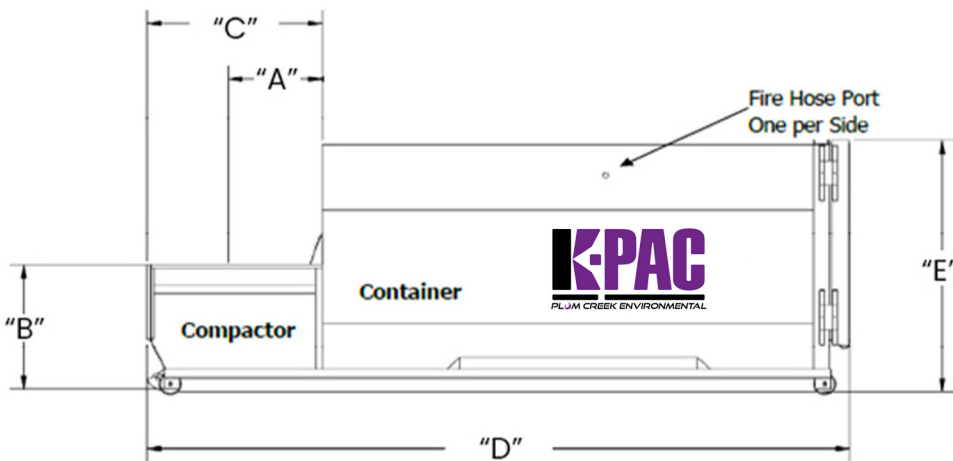 “C”
“A”
Fire Hose Port
One per Side
K-PAC
PLUM CREEK ENVIRONMENTAL
Container
“E”
“B”
Compactor
“D”